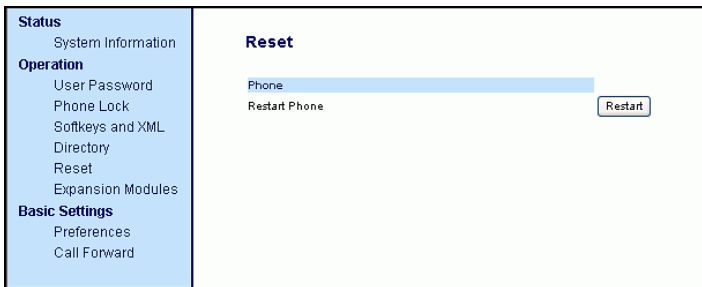 Status
System Information
Operation
User Password
Phone Lock
Softkeys and XML
Directory
Reset
Expansion Modules
Basic Settings
Preferences
Call Forward
Reset
Phone
Restart Phone
Restart